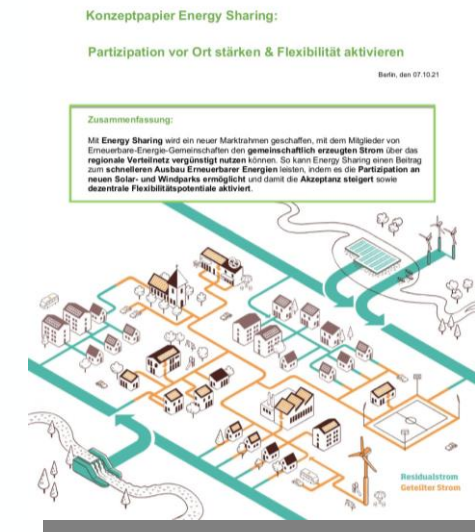 Konzeptpapier Energy Sharing:
Partizipation vor Ort stärken & Flexibilität aktivieren
Berlin, den 07.10.21
Zusammenfassung:
Mit Energy Sharing wird ein neuer Marktrahmen geschaffen, mit dem Mitglieder von
Erneuerbare-Energie-Gemeinschaften den gemeinschaftlich erzeugten Strom über das
regionale Verteilnetz vergünstigt nutzen können. So kann Energy Sharing einen Beitrag
zum schnelleren Ausbau Erneuerbarer Energien leisten, indem es die Partizipation an
neuen Solar- und Windparks ermöglicht und damit die Akzeptanz steigert sowie
dezentrale Flexibilitätspotentiale aktiviert.
Residualstrom
Geteilter Strom